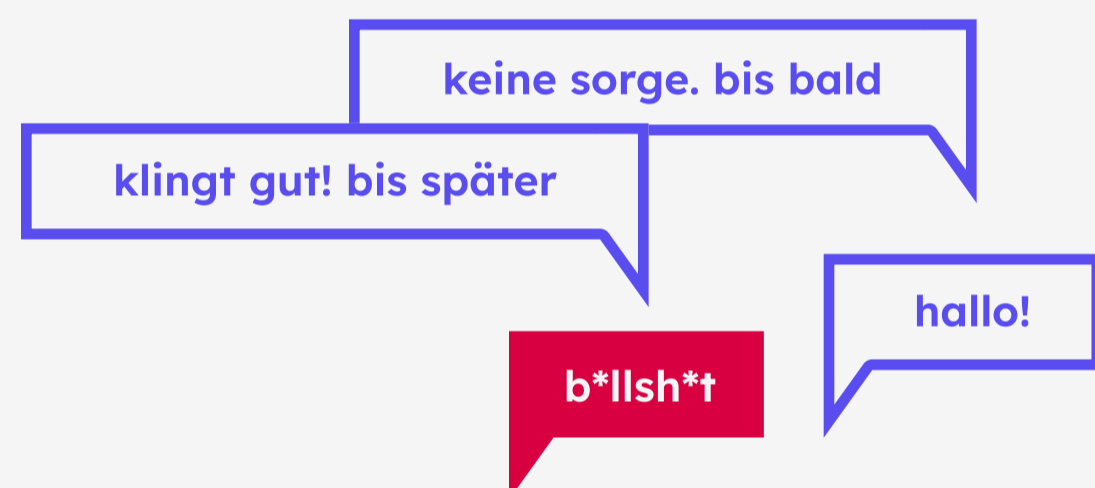 keine sorge. bis bald
klingt gut! bis später
hallo!
b*llsh*t